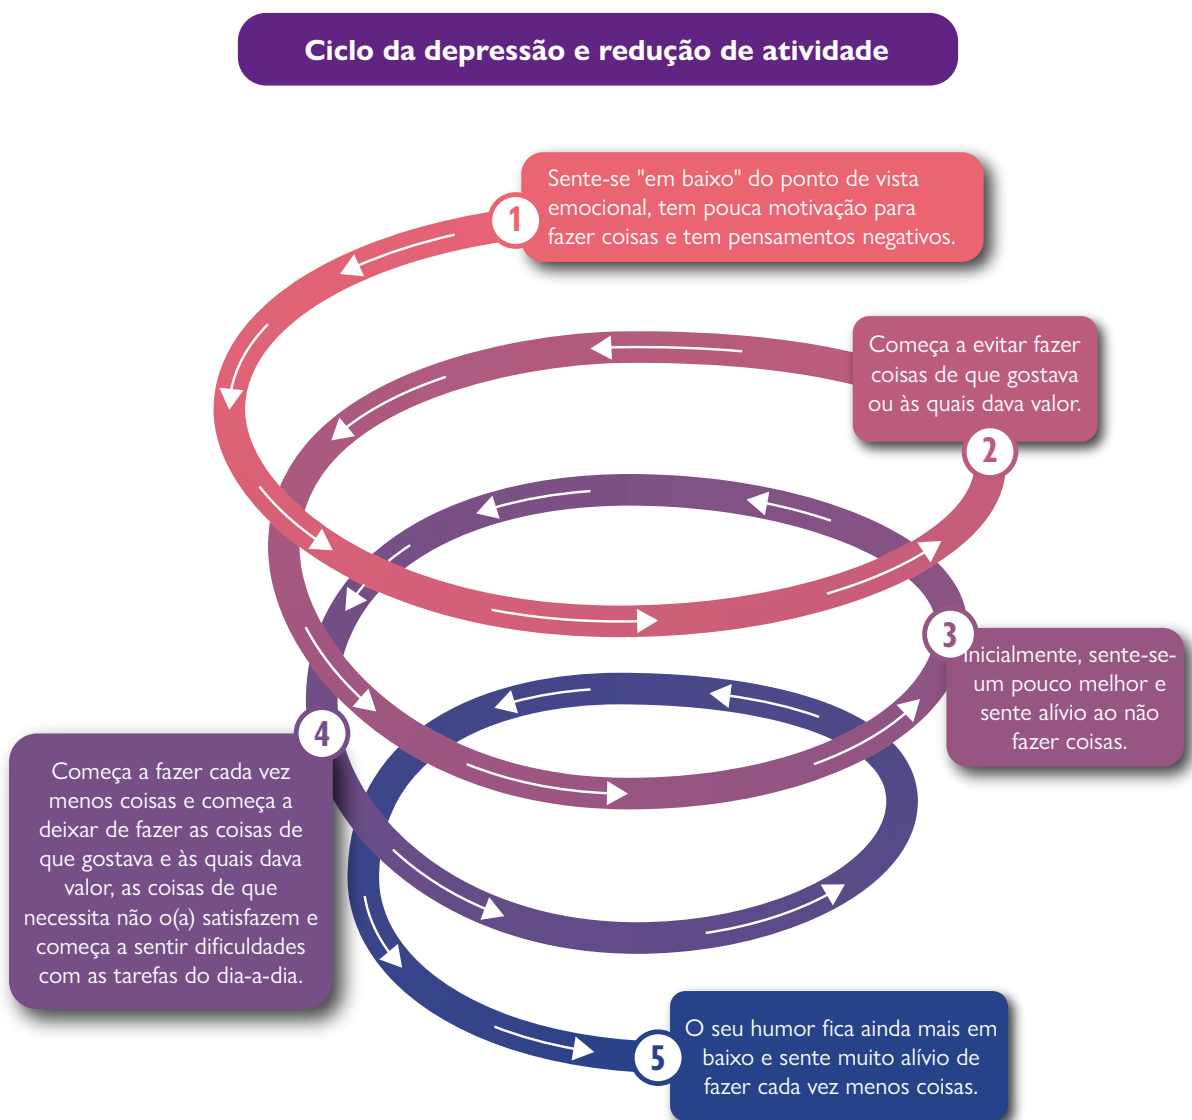 Ciclo da depressão e redução de atividade
1
Sente-se "em baixo" do ponto de vista
emocional, tem pouca motivação para
fazer coisas e tem pensamentos negativos.
Começa a evitar fazer
coisas de que gostava
ou às quais dava valor.
2
3
Inicialmente, sente-se-
um pouco melhor e
sente alívio ao não
fazer coisas.
4
Começa a fazer cada vez
menos coisas e começa a
deixar de fazer as coisas de
que gostava e às quais dava
valor, as coisas de que
necessita não o(a) satisfazem e
começa a sentir dificuldades
com as tarefas do dia-a-dia.
5
O seu humor fica ainda mais em
baixo e sente muito alívio de
fazer cada vez menos coisas.